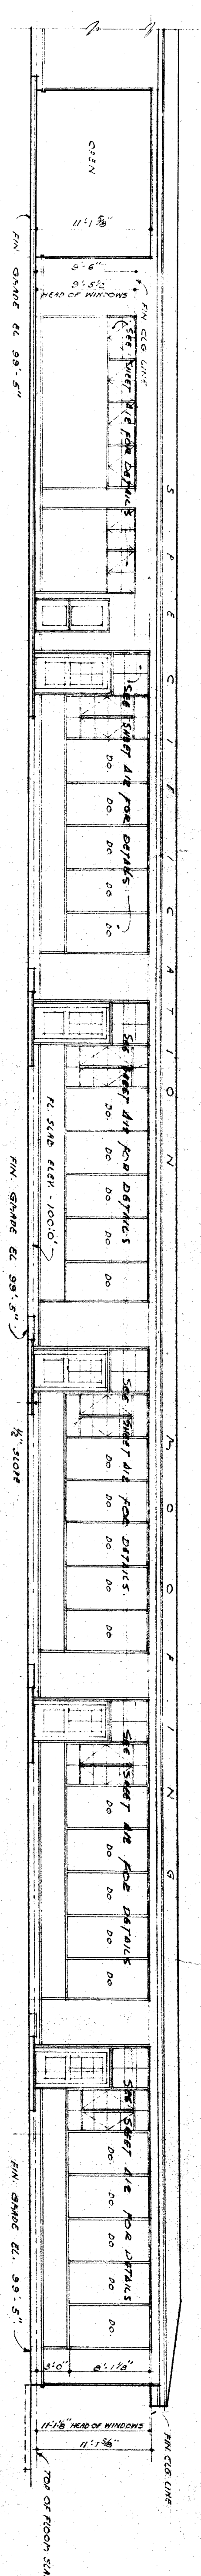 OPEN
11'-1 5/8"
9'-6"
9'-5 1/2
HEAD OF WINDOWS
FIN CLG LINE
SEE SHEET A12 FOR DETAILS
FIN GRADE EL 99'-5"
SPECIFICATION ROOFING
SEE SHEET A12 FOR DETAILS
DO.
DO
DO
DO
DO
SEE SHEET A12 FOR DETAILS
DO.
DO.
DO.
DO.
DO.
FL. SLAB ELEV - 100.0'
FIN. GRADE EL 99'.5"
1/2" SLOPE
SEE SHEET A12 FOR DETAILS.
DO
DO
DO
DO
DO
SEE SHEET A12 FOR DETAILS
DO
DO
DO
DO
DO
SEE SHEET A12 FOR DETAILS
DO.
DO.
DO.
DO.
DO.
FIN. GRADE EL. 99'.5"
3'-0"
8'-1 1/8"
11'-1 1/8" HEAD OF WINDOWS
11'-1 5/8"
FIN CLG LINE
TOP OF FLOOR SLAB